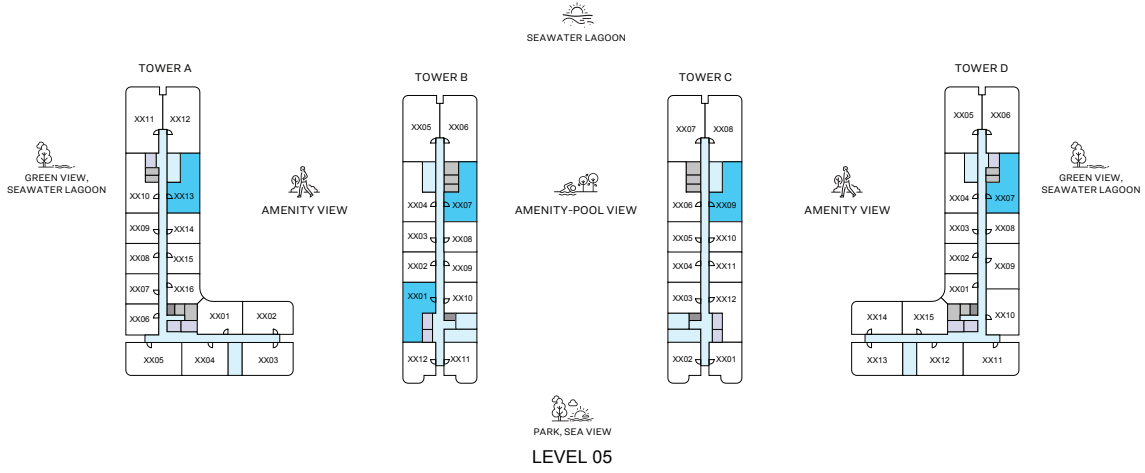 SEAWATER LAGOON
TOWER A
TOWER B
TOWER C
TOWER D
GREEN VIEW,
SEAWATER LAGOON
AMENITY VIEW
AMENITY-POOL VIEW
AMENITY VIEW
GREEN VIEW,
SEAWATER LAGOON
XX11 XX12
XX10 XX13
XX09 XX14
XX08 XX15
XX07 XX16
XX06 XX01 XX02
XX05 XX04 XX03
XX05 XX06
XX04 XX07
XX03 XX08
XX02 XX09
XX01 XX10
XX12 XX11
XX07 XX08
XX06 XX09
XX05 XX10
XX04 XX11
XX03 XX12
XX02 XX01
XX05 XX06
XX04 XX07
XX03 XX08
XX02 XX09
XX01
XX14 XX15 XX10
XX13 XX12 XX11
PARK, SEA VIEW
LEVEL 05